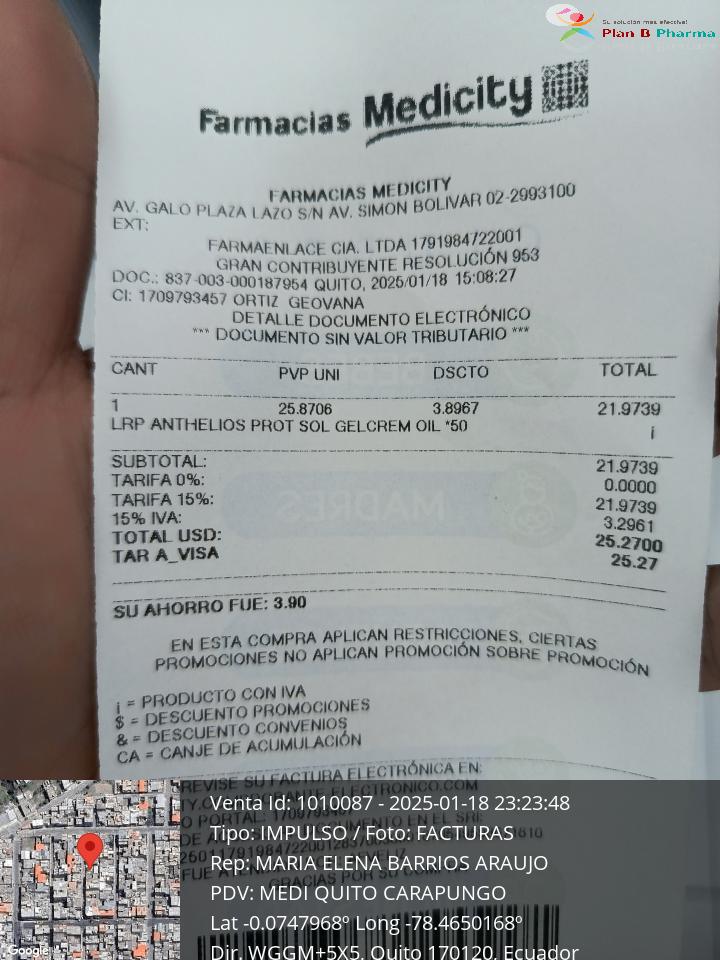 Su solución más efectiva!
Plan B Pharma
Farmacias Medicity
FARMACIAS MEDICITY
AV. GALO PLAZA LAZO S/N AV. SIMON BOLIVAR 02-2993100
EXT:
FARMAENLACE CIA. LTDA 1791984722001
GRAN CONTRIBUYENTE RESOLUCIÓN 953
DOC.: 837-003-000187954 QUITO, 2025/01/18 15:08:27
CI: 1709793457 ORTIZ GEOVANA
DETALLE DOCUMENTO ELECTRÓNICO
*** DOCUMENTO SIN VALOR TRIBUTARIO ***
CANT PVP UNI DSCTO TOTAL
1 25.8706 3.8967 21.9739
LRP ANTHELIOS PROT SOL GELCREM OIL *50 i
SUBTOTAL: 21.9739
TARIFA 0%: 0.0000
TARIFA 15%: 21.9739
15% IVA: 3.2961
TOTAL USD: 25.2700
TAR A_VISA 25.27
SU AHORRO FUE: 3.90
EN ESTA COMPRA APLICAN RESTRICCIONES, CIERTAS
PROMOCIONES NO APLICAN PROMOCIÓN SOBRE PROMOCIÓN
i = PRODUCTO CON IVA
$ = DESCUENTO PROMOCIONES
& = DESCUENTO CONVENIOS
CA = CANJE DE ACUMULACIÓN
REVISE SU FACTURA ELECTRÓNICA EN:
Venta Id: 1010087 - 2025-01-18 23:23:48
Tipo: IMPULSO / Foto: FACTURAS
Rep: MARIA ELENA BARRIOS ARAUJO
PDV: MEDI QUITO CARAPUNGO
Lat -0.0747968º Long -78.4650168º
Dir. WGGM+5X5, Quito 170120, Ecuador
Google